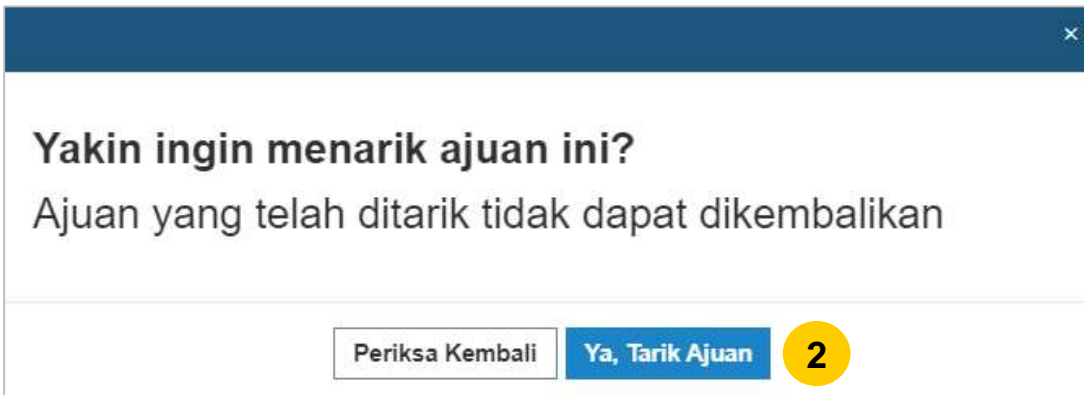 ×
Yakin ingin menarik ajuan ini?
Ajuan yang telah ditarik tidak dapat dikembalikan
Periksa Kembali Ya, Tarik Ajuan 2